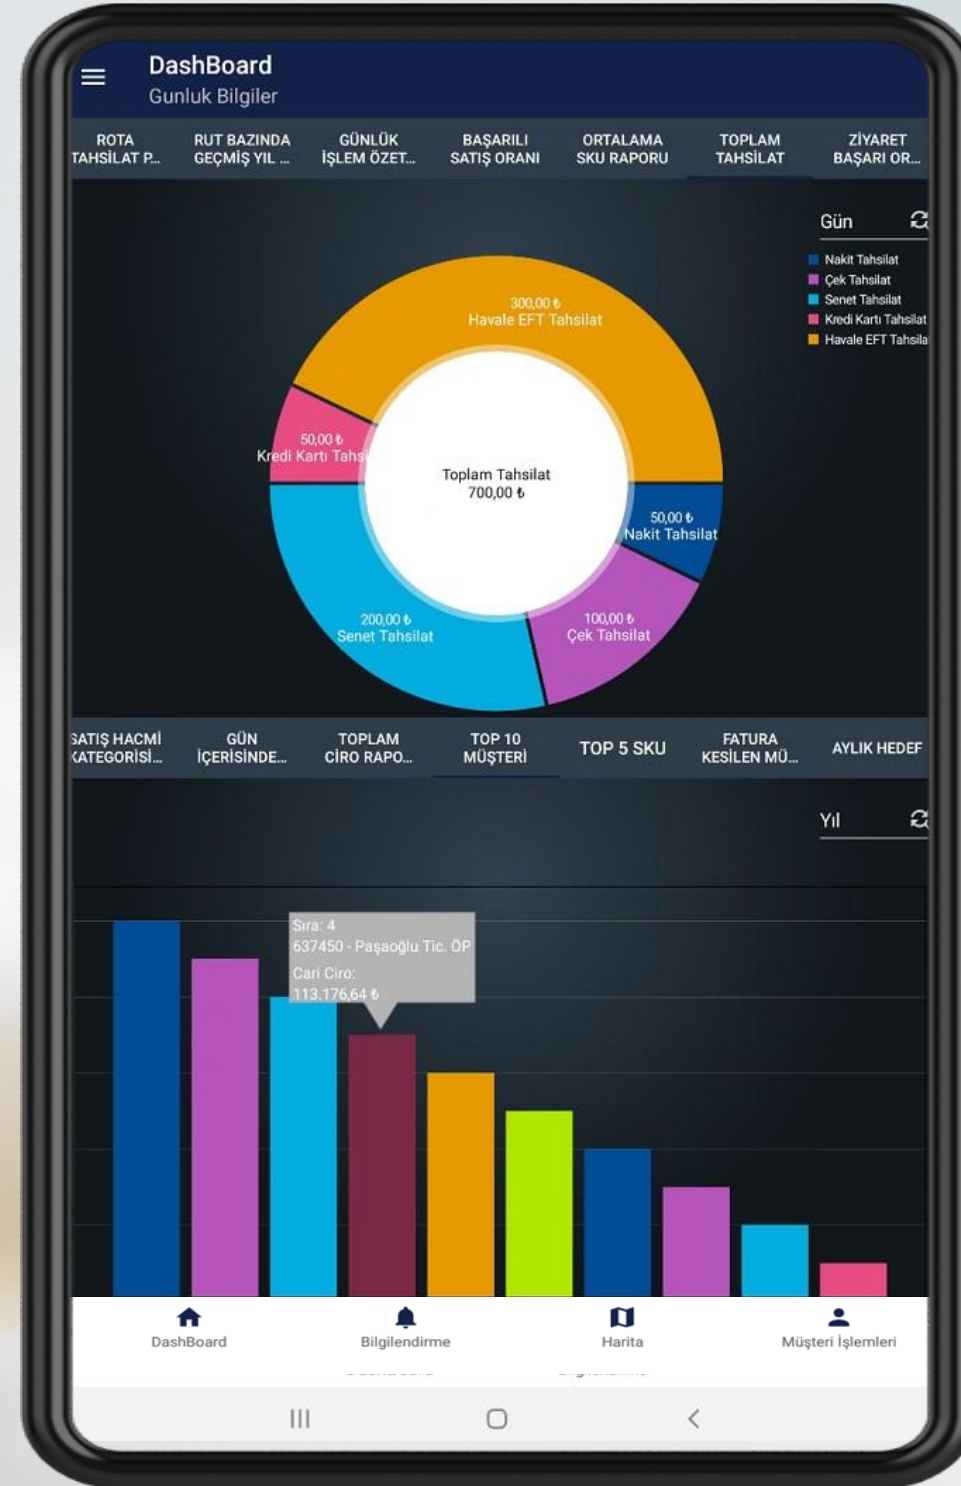 DashBoard
Gunluk Bilgiler
ROTA
TAHSİLAT P...
RUT BAZINDA
GEÇMİŞ YIL ...
GÜNLÜK
İŞLEM ÖZET...
BAŞARILI
SATIŞ ORANI
ORTALAMA
SKU RAPORU
TOPLAM
TAHSİLAT
ZİYARET
BAŞARI OR...
Gün
Nakit Tahsilat
Çek Tahsilat
Senet Tahsilat
Kredi Kartı Tahsilat
Havale EFT Tahsila
300,00 ₺
Havale EFT Tahsilat
50,00 ₺
Kredi Kartı Tahsi
Toplam Tahsilat
700,00 ₺
50,00 ₺
Nakit Tahsilat
200,00 ₺
Senet Tahsilat
100,00 ₺
Çek Tahsilat
SATIŞ HACMİ
KATEGORİSİ...
GÜN
İÇERİSİNDE...
TOPLAM
CİRO RAPO...
TOP 10
MÜŞTERİ
TOP 5 SKU
FATURA
KESİLEN MÜ...
AYLIK HEDEF
Yıl
Sıra: 4
637450 - Paşaoğlu Tic. ÖP
Cari Ciro:
113.176,64 ₺
DashBoard
Bilgilendirme
Harita
Müşteri İşlemleri